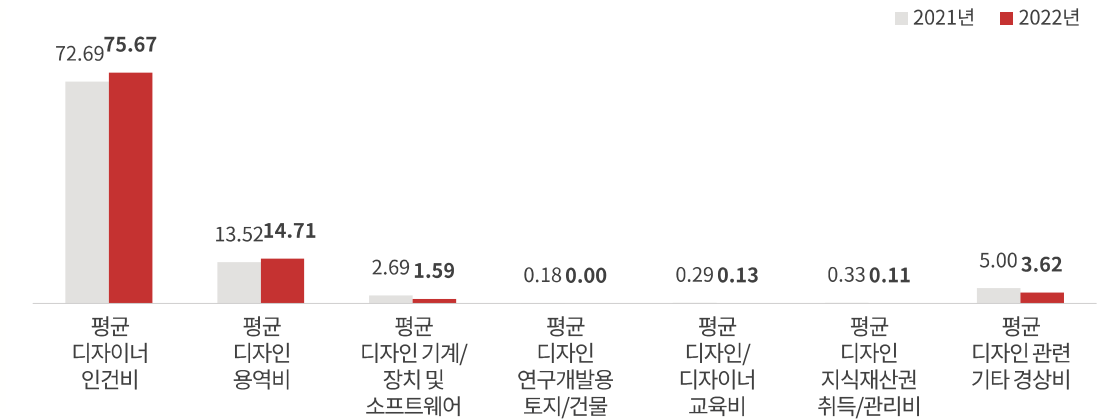 2021년 2022년
72.69 75.67
13.52 14.71
2.69 1.59
0.18 0.00
0.29 0.13
0.33 0.11
5.00 3.62
평균
디자이너
인건비
평균
디자인
용역비
평균
디자인 기계/
장치 및
소프트웨어
평균
디자인
연구개발용
토지/건물
평균
디자인/
디자이너
교육비
평균
디자인
지식재산권
취득/관리비
평균
디자인 관련
기타 경상비